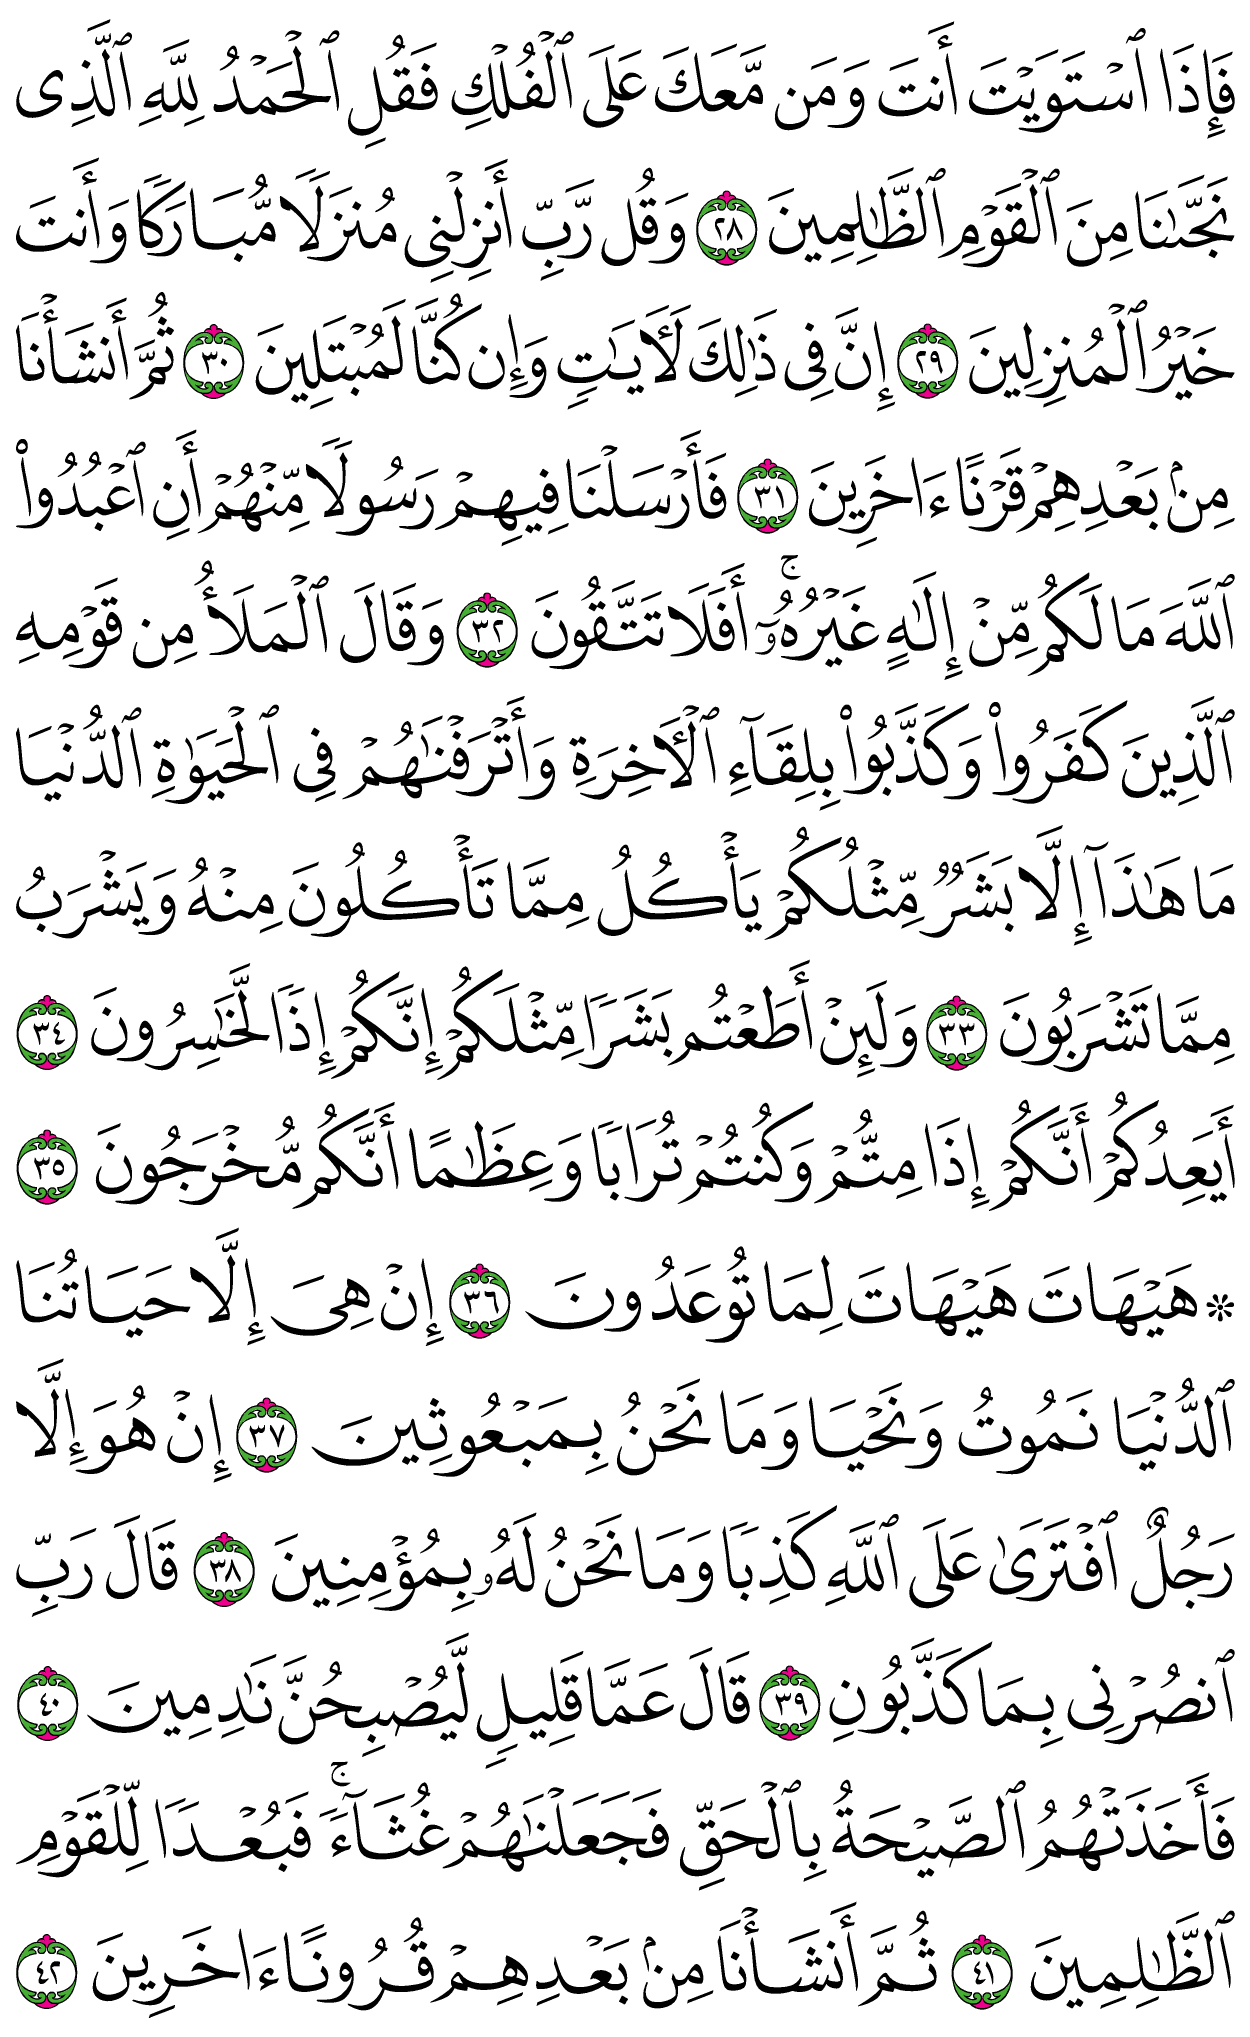 فَإِذَا ٱسۡتَوَيۡتَ أَنتَ وَمَن مَّعَكَ عَلَى ٱلۡفُلۡكِ فَقُلِ ٱلۡحَمۡدُ لِلَّهِ ٱلَّذِى
نَجَّىٰنَا مِنَ ٱلۡقَوۡمِ ٱلظَّٰلِمِينَ ٢٨ وَقُل رَّبِّ أَنزِلۡنِى مُنزَلࣰا مُّبَارَكࣰا وَأَنتَ
خَيۡرُ ٱلۡمُنزِلِينَ ٢٩ إِنَّ فِى ذَٰلِكَ لَأٓيَٰتٍ وَإِن كُنَّا لَمُبۡتَلِينَ ٣٠ ثُمَّ أَنشَأۡنَا
مِنۢ بَعۡدِهِمۡ قَرۡنًا ءَاخَرِينَ ٣١ فَأَرۡسَلۡنَا فِيهِمۡ رَسُولࣰا مِّنۡهُمۡ أَنِ ٱعۡبُدُوا۟
ٱللَّهَ مَا لَكُم مِّنۡ إِلَٰهٍ غَيۡرُهُۥٓۚ أَفَلَا تَتَّقُونَ ٣٢ وَقَالَ ٱلۡمَلَأُ مِن قَوۡمِهِ
ٱلَّذِينَ كَفَرُوا۟ وَكَذَّبُوا۟ بِلِقَآءِ ٱلۡأٓخِرَةِ وَأَتۡرَفۡنَٰهُمۡ فِى ٱلۡحَيَوٰةِ ٱلدُّنۡيَا
مَا هَٰذَآ إِلَّا بَشَرࣱ مِّثۡلُكُمۡ يَأۡكُلُ مِمَّا تَأۡكُلُونَ مِنۡهُ وَيَشۡرَبُ
مِمَّا تَشۡرَبُونَ ٣٣ وَلَئِنۡ أَطَعۡتُم بَشَرࣰا مِّثۡلَكُمۡ إِنَّكُمۡ إِذࣰا لَّخَٰسِرُونَ ٣٤
أَيَعِدُكُمۡ أَنَّكُمۡ إِذَا مِتُّمۡ وَكُنتُمۡ تُرَابࣰا وَعِظَٰمًا أَنَّكُم مُّخۡرَجُونَ ٣٥
۞ هَيۡهَاتَ هَيۡهَاتَ لِمَا تُوعَدُونَ ٣٦ إِنۡ هِىَ إِلَّا حَيَاتُنَا
ٱلدُّنۡيَا نَمُوتُ وَنَحۡيَا وَمَا نَحۡنُ بِمَبۡعُوثِينَ ٣٧ إِنۡ هُوَ إِلَّا
رَجُلٌ ٱفۡتَرَىٰ عَلَى ٱللَّهِ كَذِبࣰا وَمَا نَحۡنُ لَهُۥ بِمُؤۡمِنِينَ ٣٨ قَالَ رَبِّ
ٱنصُرۡنِى بِمَا كَذَّبُونِ ٣٩ قَالَ عَمَّا قَلِيلࣲ لَّيُصۡبِحُنَّ نَٰدِمِينَ ٤٠
فَأَخَذَتۡهُمُ ٱلصَّيۡحَةُ بِٱلۡحَقِّ فَجَعَلۡنَٰهُمۡ غُثَآءࣰۚ فَبُعۡدࣰا لِّلۡقَوۡمِ
ٱلظَّٰلِمِينَ ٤١ ثُمَّ أَنشَأۡنَا مِنۢ بَعۡدِهِمۡ قُرُونًا ءَاخَرِينَ ٤٢